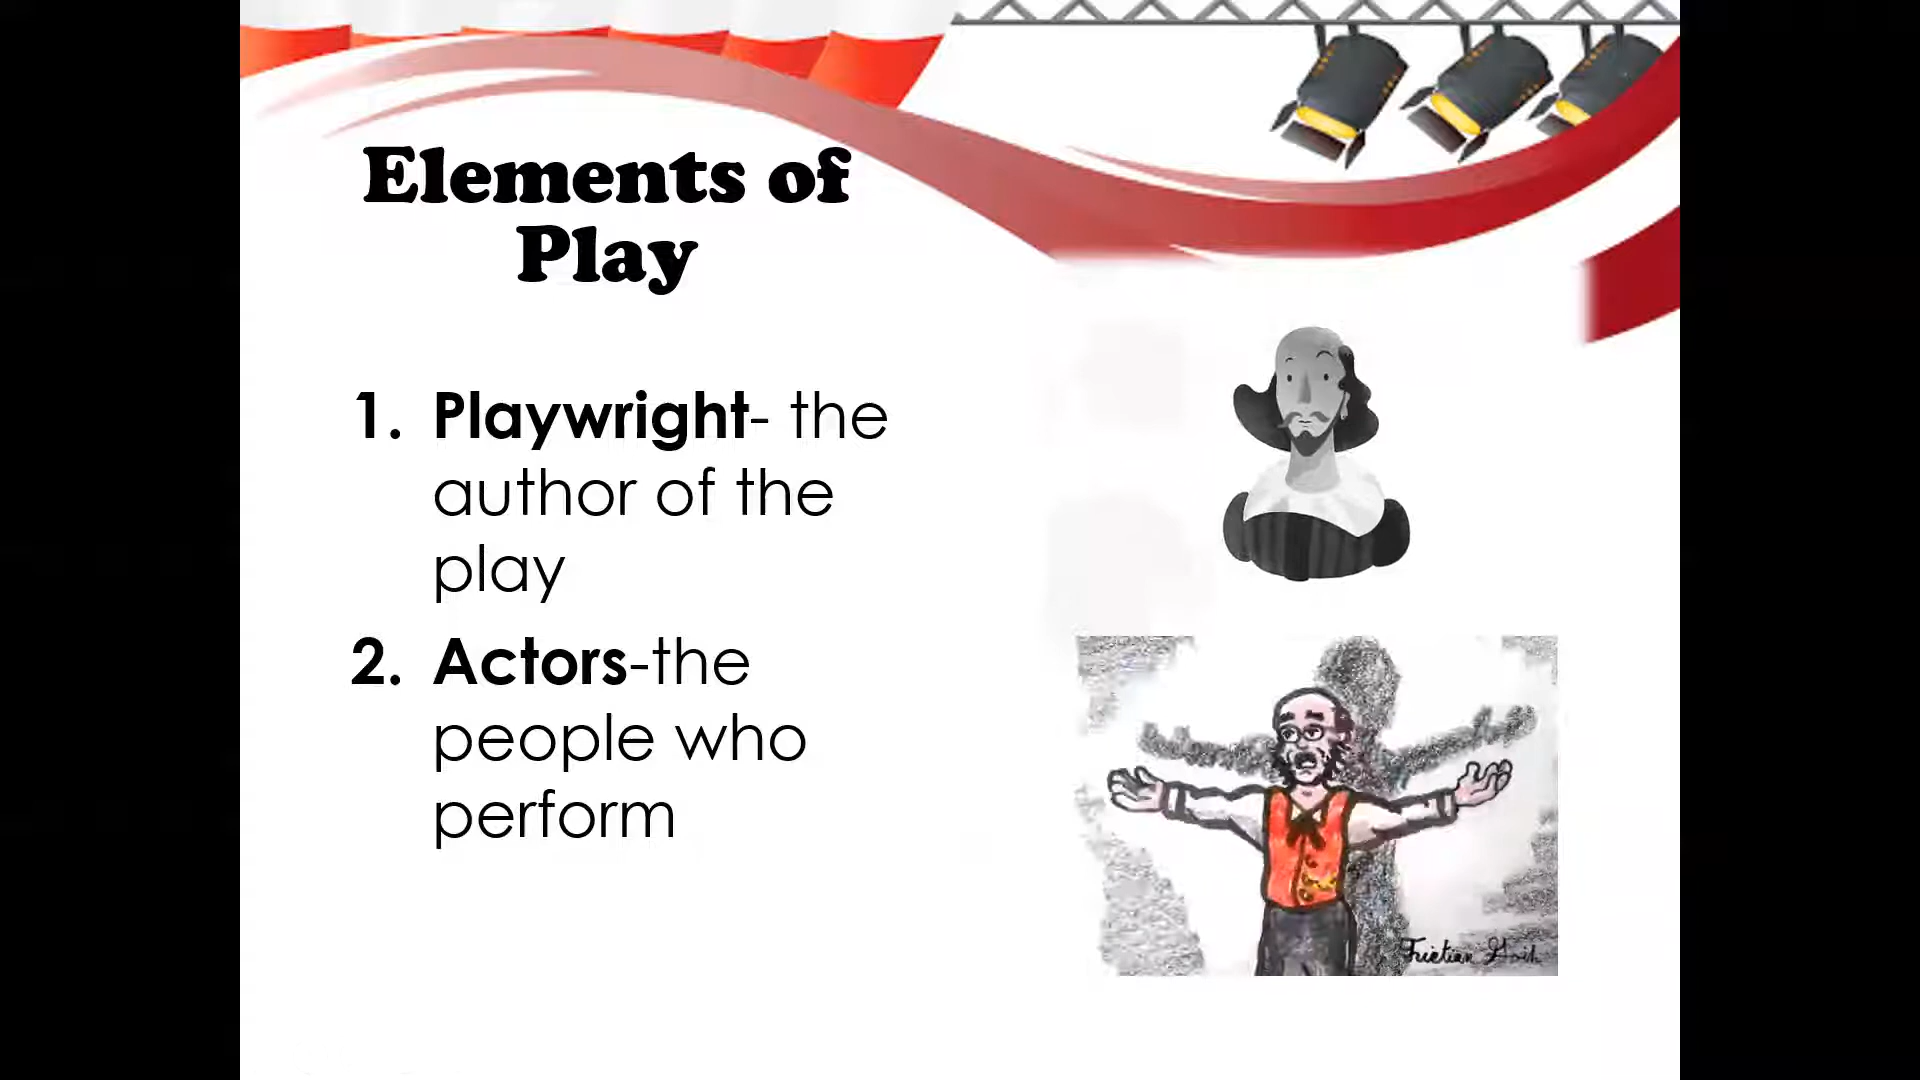 Elements of
Play
1. Playwright- the
author of the
play
2. Actors-the
people who
perform